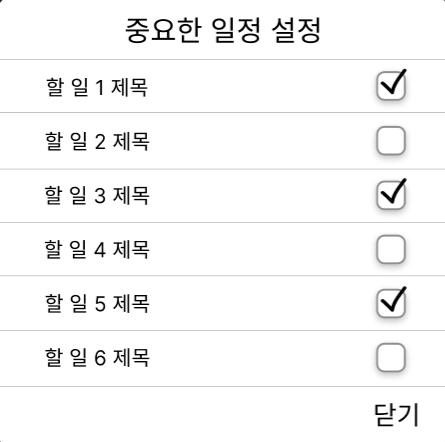 중요한 일정 설정
할 일 1 제목
할 일 2 제목
할 일 3 제목
할 일 4 제목
할 일 5 제목
할 일 6 제목
닫기